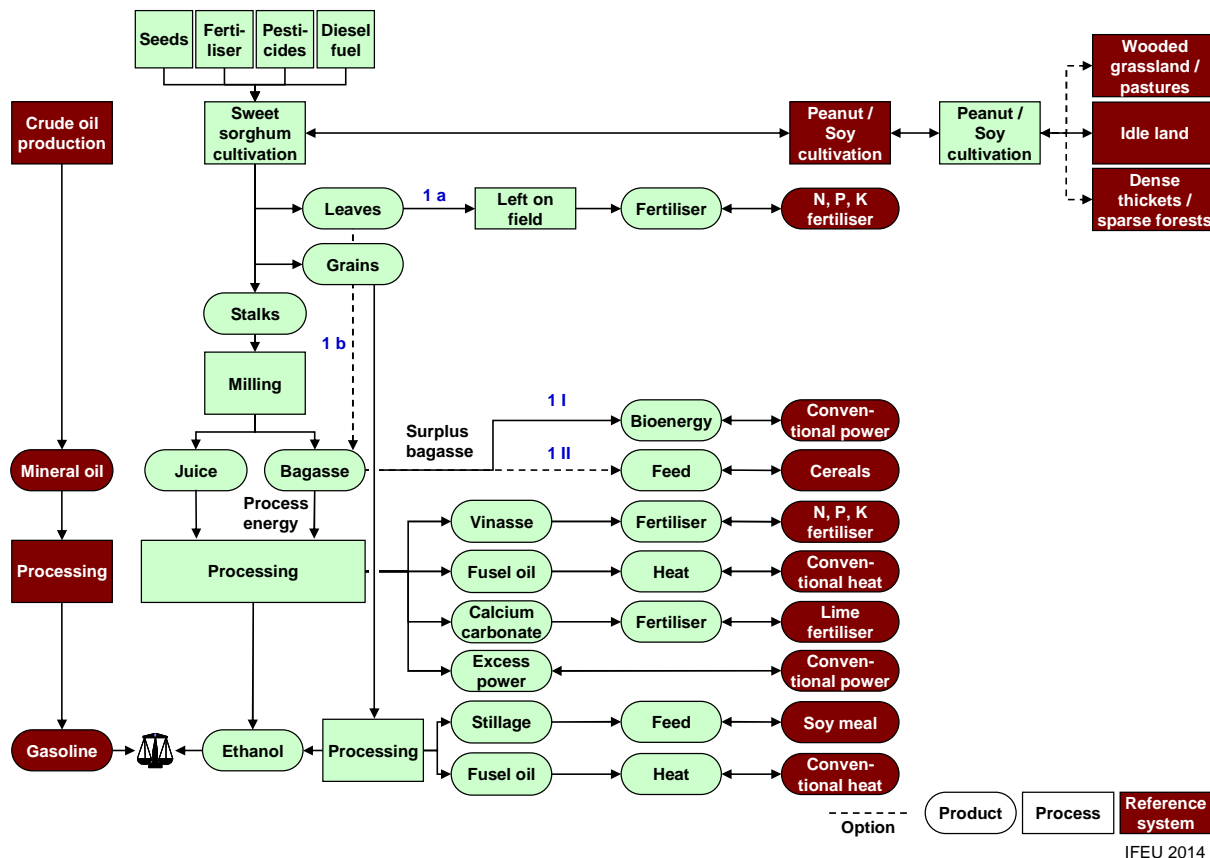 Seeds
Ferti-
liser
Pesti-
cides
Diesel
fuel
Wooded
grassland /
pastures
Crude oil
production
Sweet
sorghum
cultivation
Peanut /
Soy
cultivation
Peanut /
Soy
cultivation
Idle land
Leaves
1 a
Left on
field
Fertiliser
N, P, K
fertiliser
Dense
thickets /
sparse forests
Grains
Stalks
1 b
Milling
1 I
Surplus
bagasse
Bioenergy
Conven-
tional power
Mineral oil
Juice
Bagasse
1 II
Feed
Cereals
Process
energy
Vinasse
Fertiliser
N, P, K
fertiliser
Processing
Processing
Fusel oil
Heat
Conven-
tional heat
Calcium
carbonate
Fertiliser
Lime
fertiliser
Excess
power
Conven-
tional power
Gasoline
Ethanol
Processing
Stillage
Feed
Soy meal
Fusel oil
Heat
Conven-
tional heat
Option
Product
Process
Reference
system
IFEU 2014